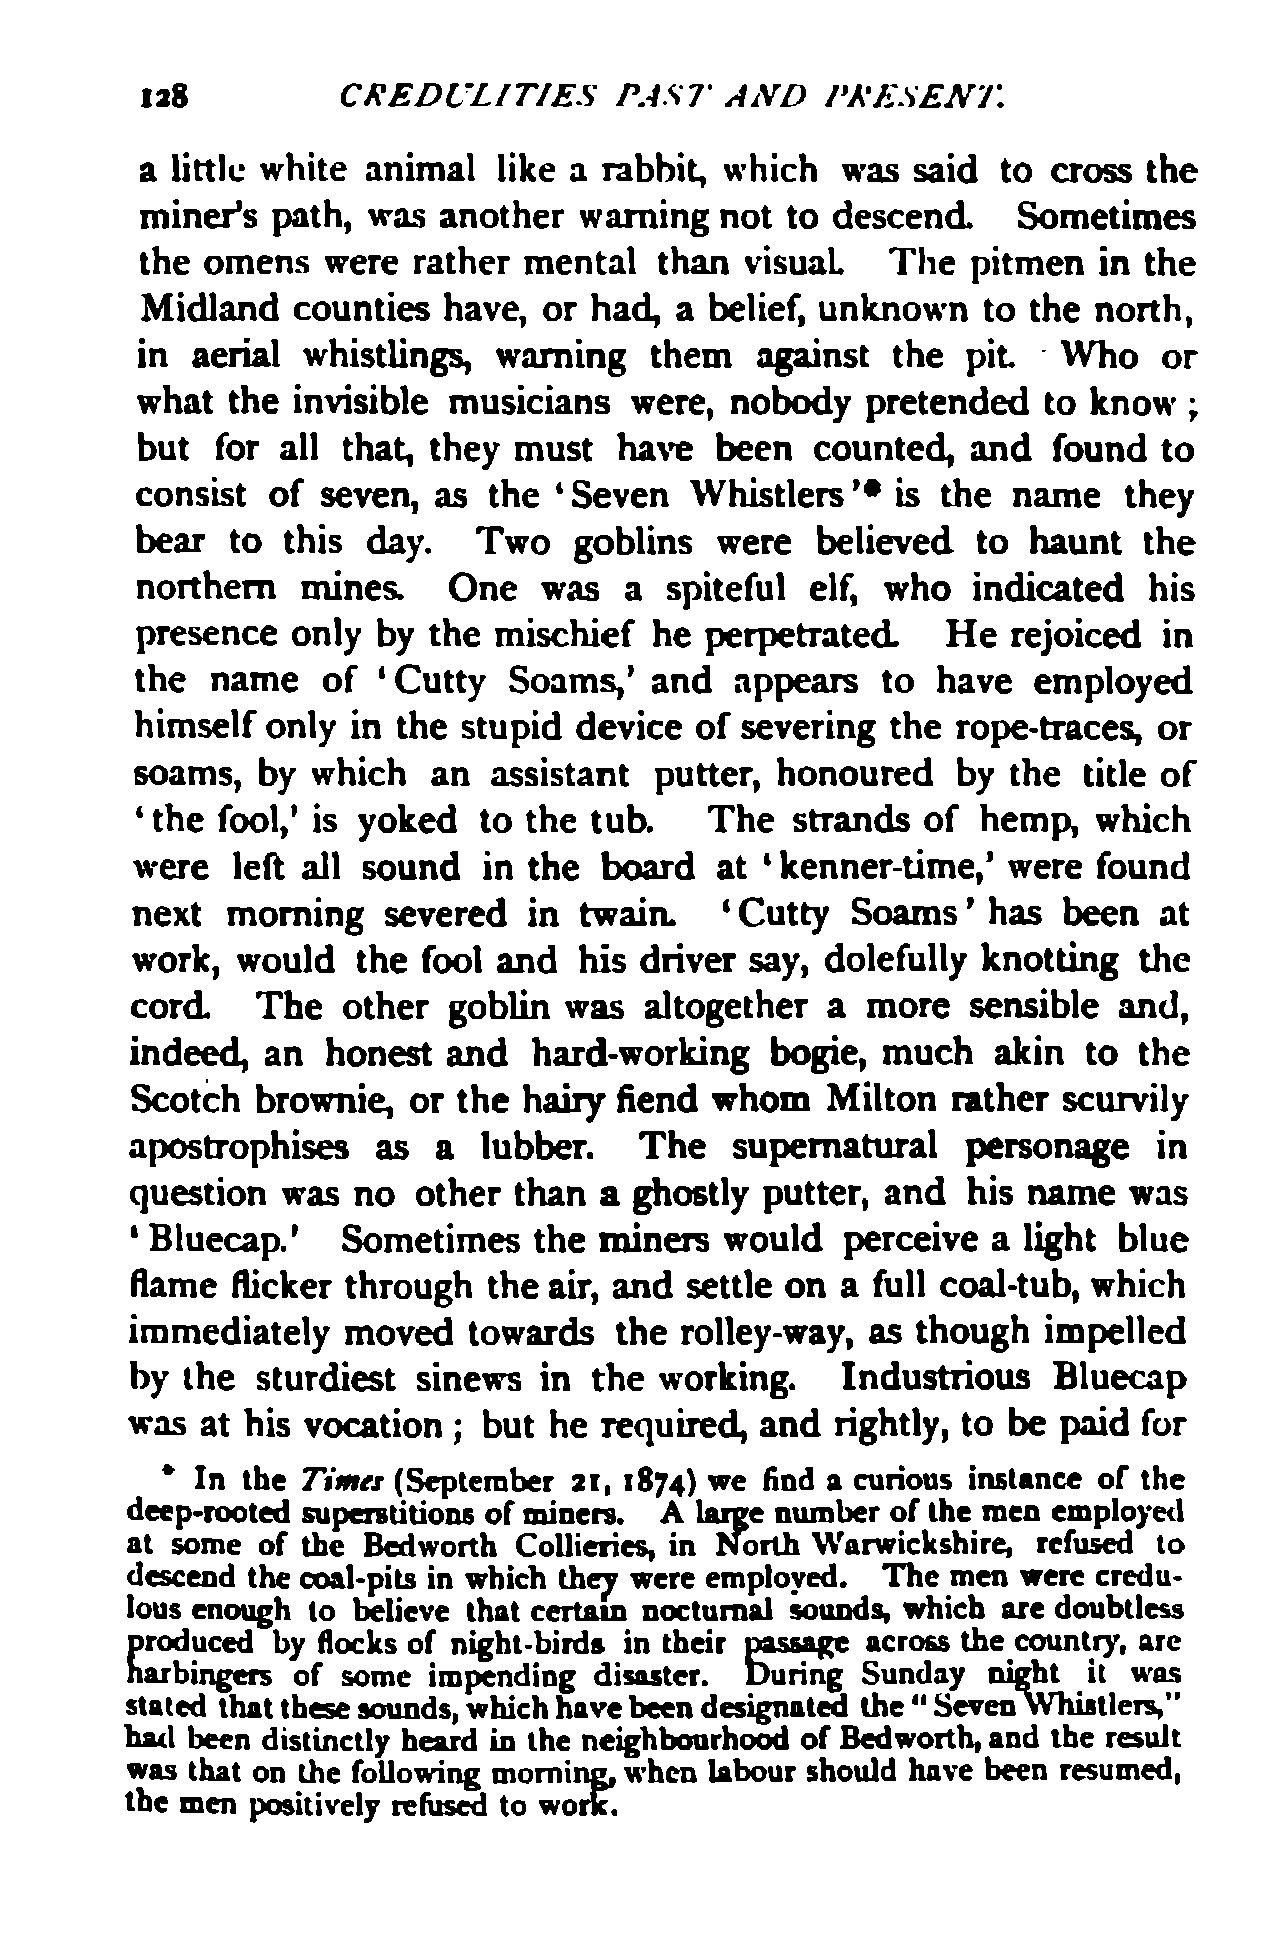 128 CREDULITIES PAST AND PRESENT.
a little white animal like a rabbit, which was said to cross the
miner's path, was another warning not to descend. Sometimes
the omens were rather mental than visual. The pitmen in the
Midland counties have, or had, a belief, unknown to the north,
in aerial whistlings, warning them against the pit. Who or
what the invisible musicians were, nobody pretended to know ;
but for all that, they must have been counted, and found to
consist of seven, as the ‘Seven Whistlers’* is the name they
bear to this day. Two goblins were believed to haunt the
northern mines. One was a spiteful elf, who indicated his
presence only by the mischief he perpetrated. He rejoiced in
the name of ‘Cutty Soams,’ and appears to have employed
himself only in the stupid device of severing the rope-traces, or
soams, by which an assistant putter, honoured by the title of
‘the fool,’ is yoked to the tub. The strands of hemp, which
were left all sound in the board at ‘kenner-time,’ were found
next morning severed in twain. ‘Cutty Soams’ has been at
work, would the fool and his driver say, dolefully knotting the
cord. The other goblin was altogether a more sensible and,
indeed, an honest and hard-working bogie, much akin to the
Scotch brownie, or the hairy fiend whom Milton rather scurvily
apostrophises as a lubber. The supernatural personage in
question was no other than a ghostly putter, and his name was
‘Bluecap.’ Sometimes the miners would perceive a light blue
flame flicker through the air, and settle on a full coal-tub, which
immediately moved towards the rolley-way, as though impelled
by the sturdiest sinews in the working. Industrious Bluecap
was at his vocation ; but he required, and rightly, to be paid for
* In the Times (September 21, 1874) we find a curious instance of the
deep-rooted superstitions of miners. A large number of the men employed
at some of the Bedworth Collieries, in North Warwickshire, refused to
descend the coal-pits in which they were employed. The men were credu-
lous enough to believe that certain nocturnal sounds, which are doubtless
produced by flocks of night-birds in their passage across the country, are
harbingers of some impending disaster. During Sunday night it was
stated that these sounds, which have been designated the "Seven Whistlers,"
had been distinctly heard in the neighbourhood of Bedworth, and the result
was that on the following morning, when labour should have been resumed,
the men positively refused to work.